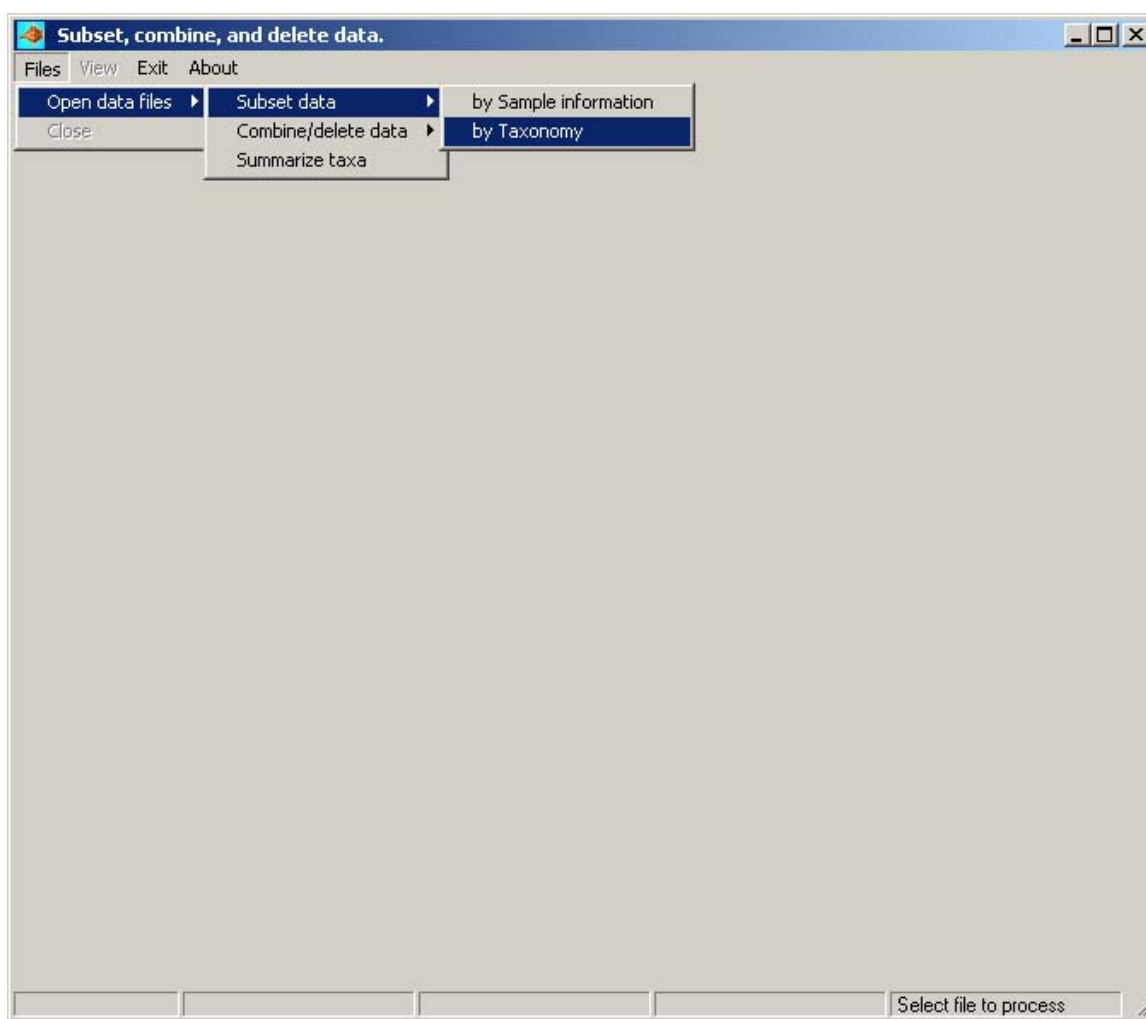 Subset, combine, and delete data.
Files View Exit About
Open data files Subset data by Sample information
Close Combine/delete data by Taxonomy
Summarize taxa
Select file to process